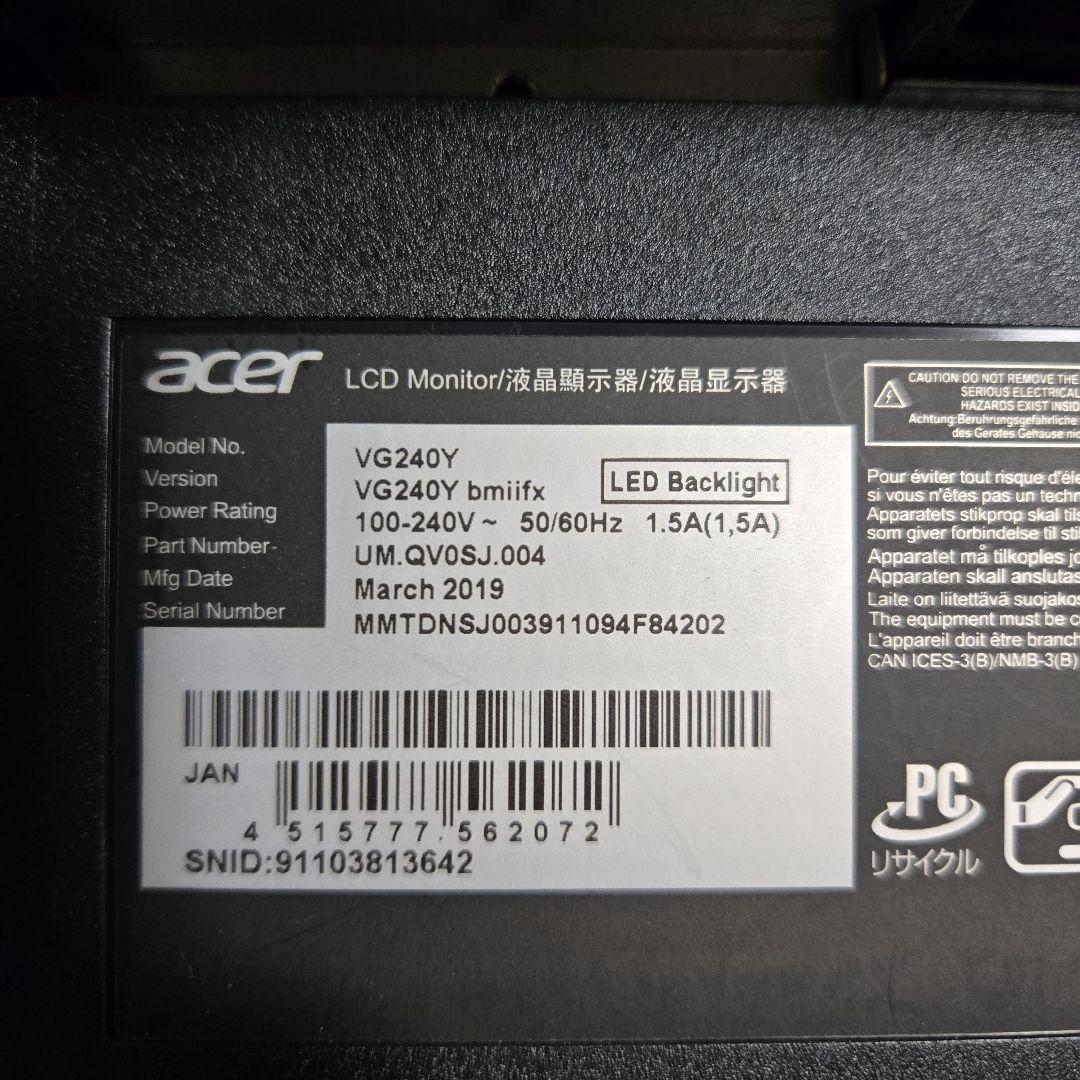 acer LCD Monitor/液晶顯示器/液晶显示器
Model No. VG240Y
Version VG240Y bmiifx
LED Backlight
Power Rating 100-240V~ 50/60Hz 1.5A(1,5A)
Part Number UM.QV0SJ.004
Mfg Date March 2019
Serial Number MMTDNSJ003911094F84202
JAN
4 515777 562072
SNID:91103813642
CAUTION:DO NOT REMOVE THE
SERIOUS ELECTRICAL
HAZARDS EXIST INSID
Achtung:Beruhrungsgefahrliche
des Gerates Gehause
Pour éviter tout risque d'éle
si vous n'êtes pas un techn
Apparatets stikprop skal tils
som giver forbindelse til sti
Apparatet må tilkoples jo
Apparaten skall anslutas
Laite on liitettävä suojakos
The equipment must be c
L'appareil doit être branch
CAN ICES-3(B)/NMB-3(B)
PC
リサイクル